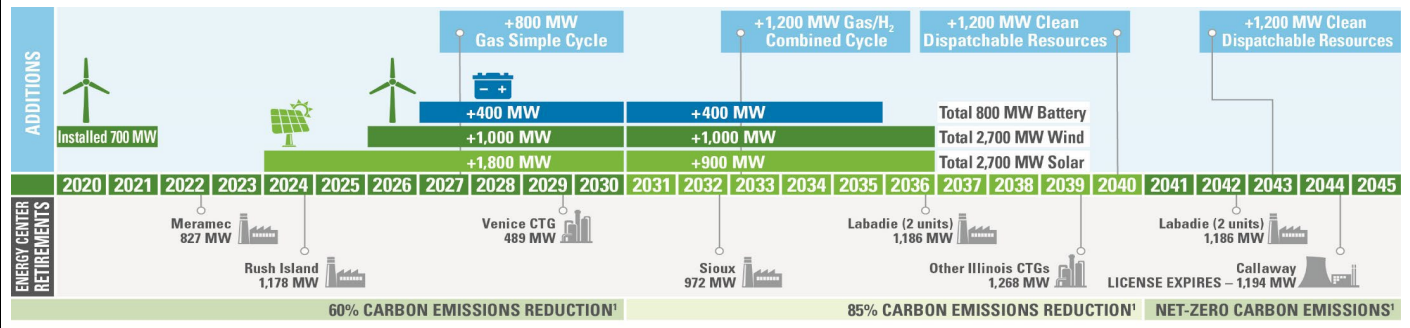 ADDITIONS
+800 MW
Gas Simple Cycle
+1,200 MW Gas/H₂
Combined Cycle
+1,200 MW Clean
Dispatchable Resources
+1,200 MW Clean
Dispatchable Resources
- +
+400 MW
+400 MW
Total 800 MW Battery
Installed 700 MW
+1,000 MW
+1,000 MW
Total 2,700 MW Wind
+1,800 MW
+900 MW
Total 2,700 MW Solar
2020 2021 2022 2023 2024 2025 2026 2027 2028 2029 2030 2031 2032 2033 2034 2035 2036 2037 2038 2039 2040 2041 2042 2043 2044 2045
ENERGY CENTER
RETIREMENTS
Meramec
827 MW
Rush Island
1,178 MW
Venice CTG
489 MW
Sioux
972 MW
Labadie (2 units)
1,186 MW
Other Illinois CTGs
1,268 MW
Labadie (2 units)
1,186 MW
Callaway
LICENSE EXPIRES – 1,194 MW
60% CARBON EMISSIONS REDUCTION¹
85% CARBON EMISSIONS REDUCTION¹
NET-ZERO CARBON EMISSIONS¹